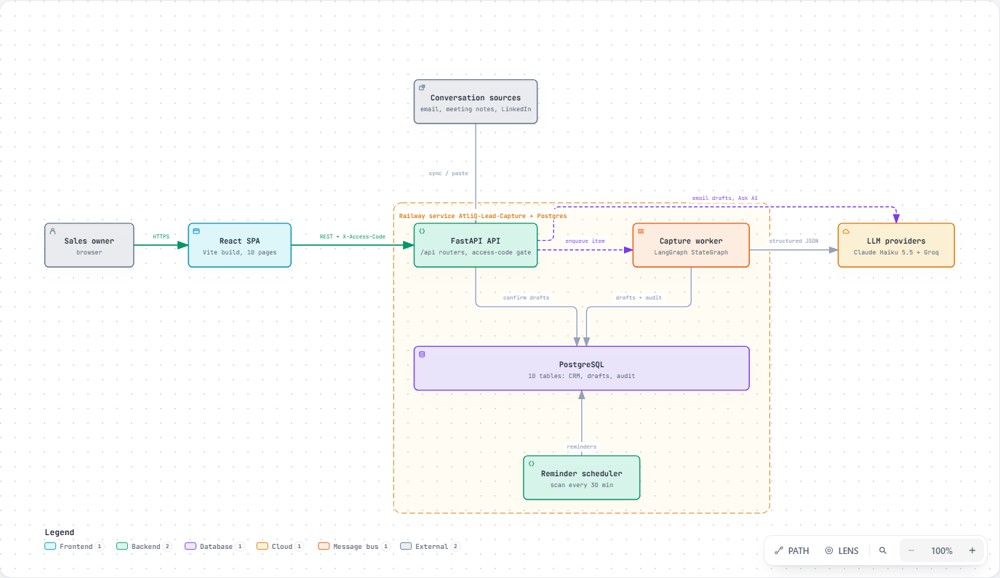 Conversation sources
email, meeting notes, LinkedIn
sync / paste
email drafts, Ask AI
Railway service AtliQ-Lead-Capture + Postgres
Sales owner
browser
HTTPS
React SPA
Vite build, 10 pages
REST + X-Access-Code
FastAPI API
/api routers, access-code gate
enqueue item
Capture worker
LangGraph StateGraph
structured JSON
LLM providers
Claude Haiku 5.5 + Groq
confirm drafts
drafts + audit
PostgreSQL
10 tables: CRM, drafts, audit
reminders
Reminder scheduler
scan every 30 min
Legend
Frontend 1 Backend 2 Database 1 Cloud 1 Message bus 1 External 2
PATH LENS 100%